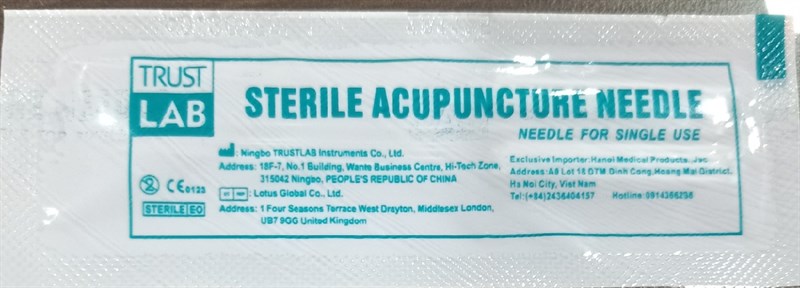 TRUST
LAB
STERILE ACUPUNCTURE NEEDLE
NEEDLE FOR SINGLE USE
Ningbo TRUSTLAB Instruments Co., Ltd.
Address: 18F-7, No.1 Building, Wante Business Centre, Hi-Tech Zone,
315042 Ningbo, PEOPLE'S REPUBLIC OF CHINA
2
CE0123
EC REP : Lotus Global Co., Ltd.
STERILE EO
Address: 1 Four Seasons Terrace West Drayton, Middlesex London,
UB7 9GG United Kingdom
Exclusive Importer: Hanoi Medical Products.,Jsc
Address: A8 Lot 18 DTM Dinh Cong, Hoang Mai District,
Ha Noi City, Viet Nam
Tel:(+84)2436404157 Hotline: